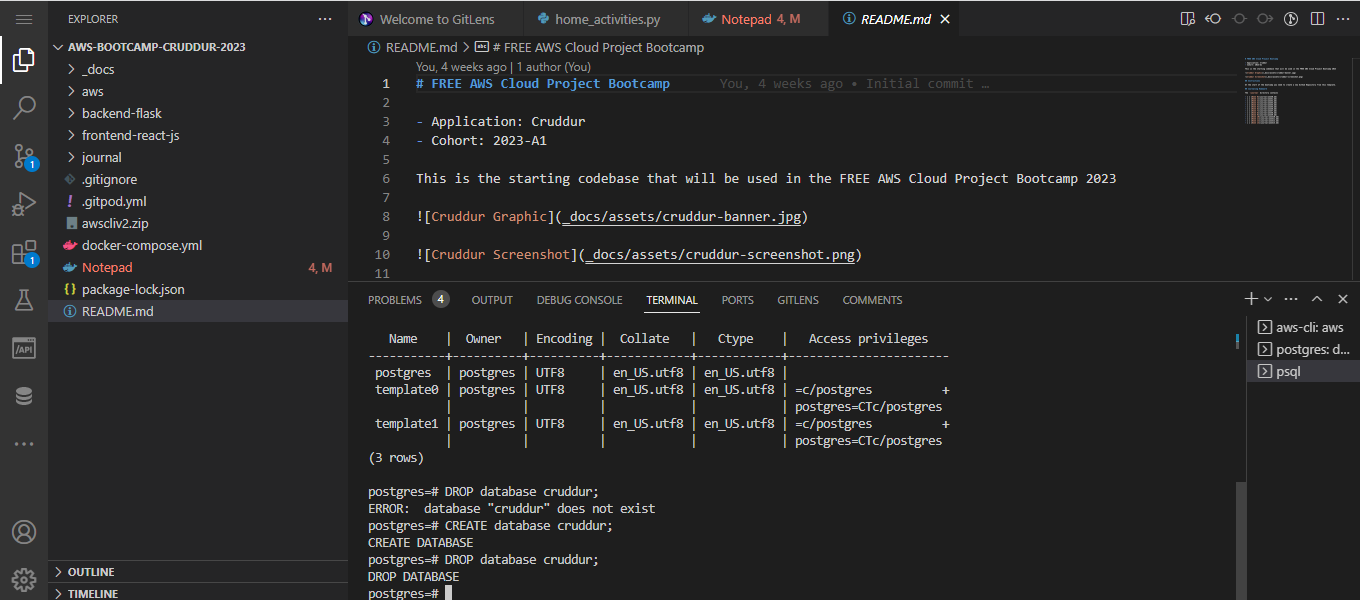 EXPLORER
AWS-BOOTCAMP-CRUDDUR-2023
_docs
aws
backend-flask
frontend-react-js
journal
.gitignore
.gitpod.yml
awscliv2.zip
docker-compose.yml
Notepad 4, M
package-lock.json
README.md
OUTLINE
TIMELINE
1
1
/API
Welcome to GitLens
home_activities.py
Notepad 4, M
README.md
README.md > # FREE AWS Cloud Project Bootcamp
You, 4 weeks ago | 1 author (You)
1 # FREE AWS Cloud Project Bootcamp You, 4 weeks ago • Initial commit …
2
3 - Application: Cruddur
4 - Cohort: 2023-A1
5
6 This is the starting codebase that will be used in the FREE AWS Cloud Project Bootcamp 2023
7
8 ![Cruddur Graphic](_docs/assets/cruddur-banner.jpg)
9
10 ![Cruddur Screenshot](_docs/assets/cruddur-screenshot.png)
11
PROBLEMS 4 OUTPUT DEBUG CONSOLE TERMINAL PORTS GITLENS COMMENTS
Name | Owner | Encoding | Collate | Ctype | Access privileges
-----------+----------+----------+------------+------------+-----------------------
postgres | postgres | UTF8 | en_US.utf8 | en_US.utf8 |
template0 | postgres | UTF8 | en_US.utf8 | en_US.utf8 | =c/postgres +
| | | | | postgres=CTc/postgres
template1 | postgres | UTF8 | en_US.utf8 | en_US.utf8 | =c/postgres +
| | | | | postgres=CTc/postgres
(3 rows)
postgres=# DROP database cruddur;
ERROR:  database "cruddur" does not exist
postgres=# CREATE database cruddur;
CREATE DATABASE
postgres=# DROP database cruddur;
DROP DATABASE
postgres=#
aws-cli: aws
postgres: d...
psql